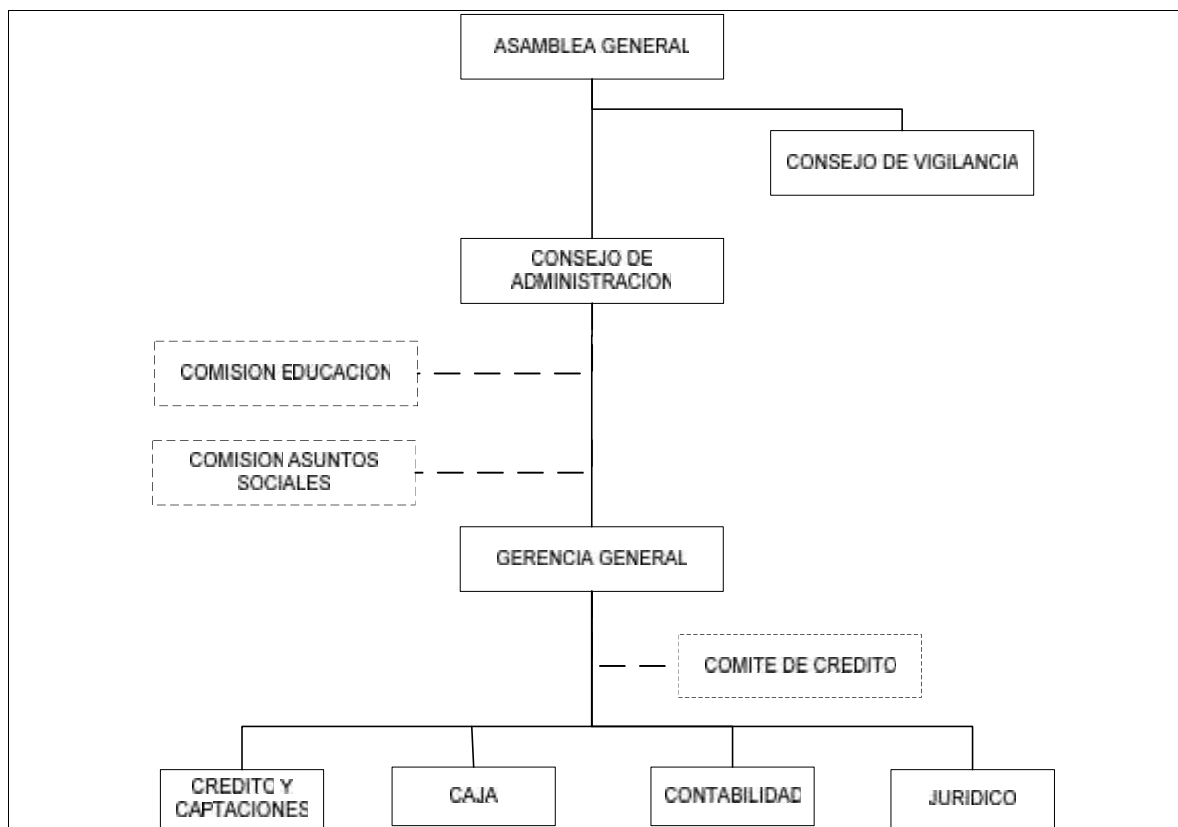 ASAMBLEA GENERAL
CONSEJO DE VIGILANCIA
CONSEJO DE
ADMINISTRACION
COMISION EDUCACION
COMISION ASUNTOS
SOCIALES
GERENCIA GENERAL
COMITE DE CREDITO
CREDITO Y
CAPTACIONES
CAJA
CONTABILIDAD
JURIDICO